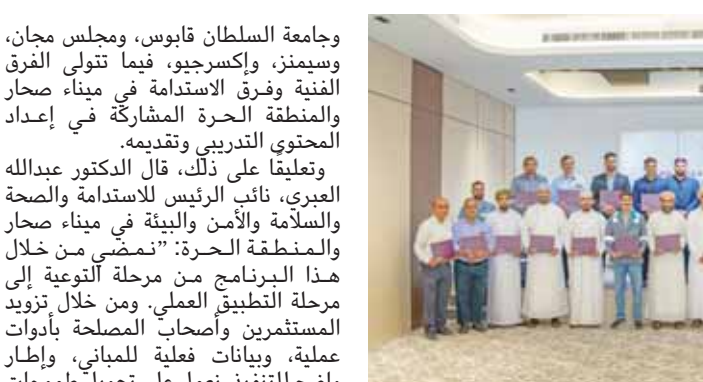 وجامعة السلطان قابوس، ومجلس مجان،
وسيمنز، وإكسرجيو، فيما تتولى الفرق
الفنية وفرق الاستدامة في ميناء صحار
والمنطقة الحرة المشاركة في إعداد
المحتوى التدريبي وتقديمه.
وتعليقًا على ذلك، قال الدكتور عبدالله
العبري، نائب الرئيس للاستدامة والصحة
والسلامة والأمن والبيئة في ميناء صحار
والمنطقة الحرة: ”نمضي من خلال
هذا البرنامج من مرحلة التوعية إلى
مرحلة التطبيق العملي. ومن خلال تزويد
المستثمرين وأصحاب المصلحة بأدوات
عملية، وبيانات فعلية للمباني، وإطار